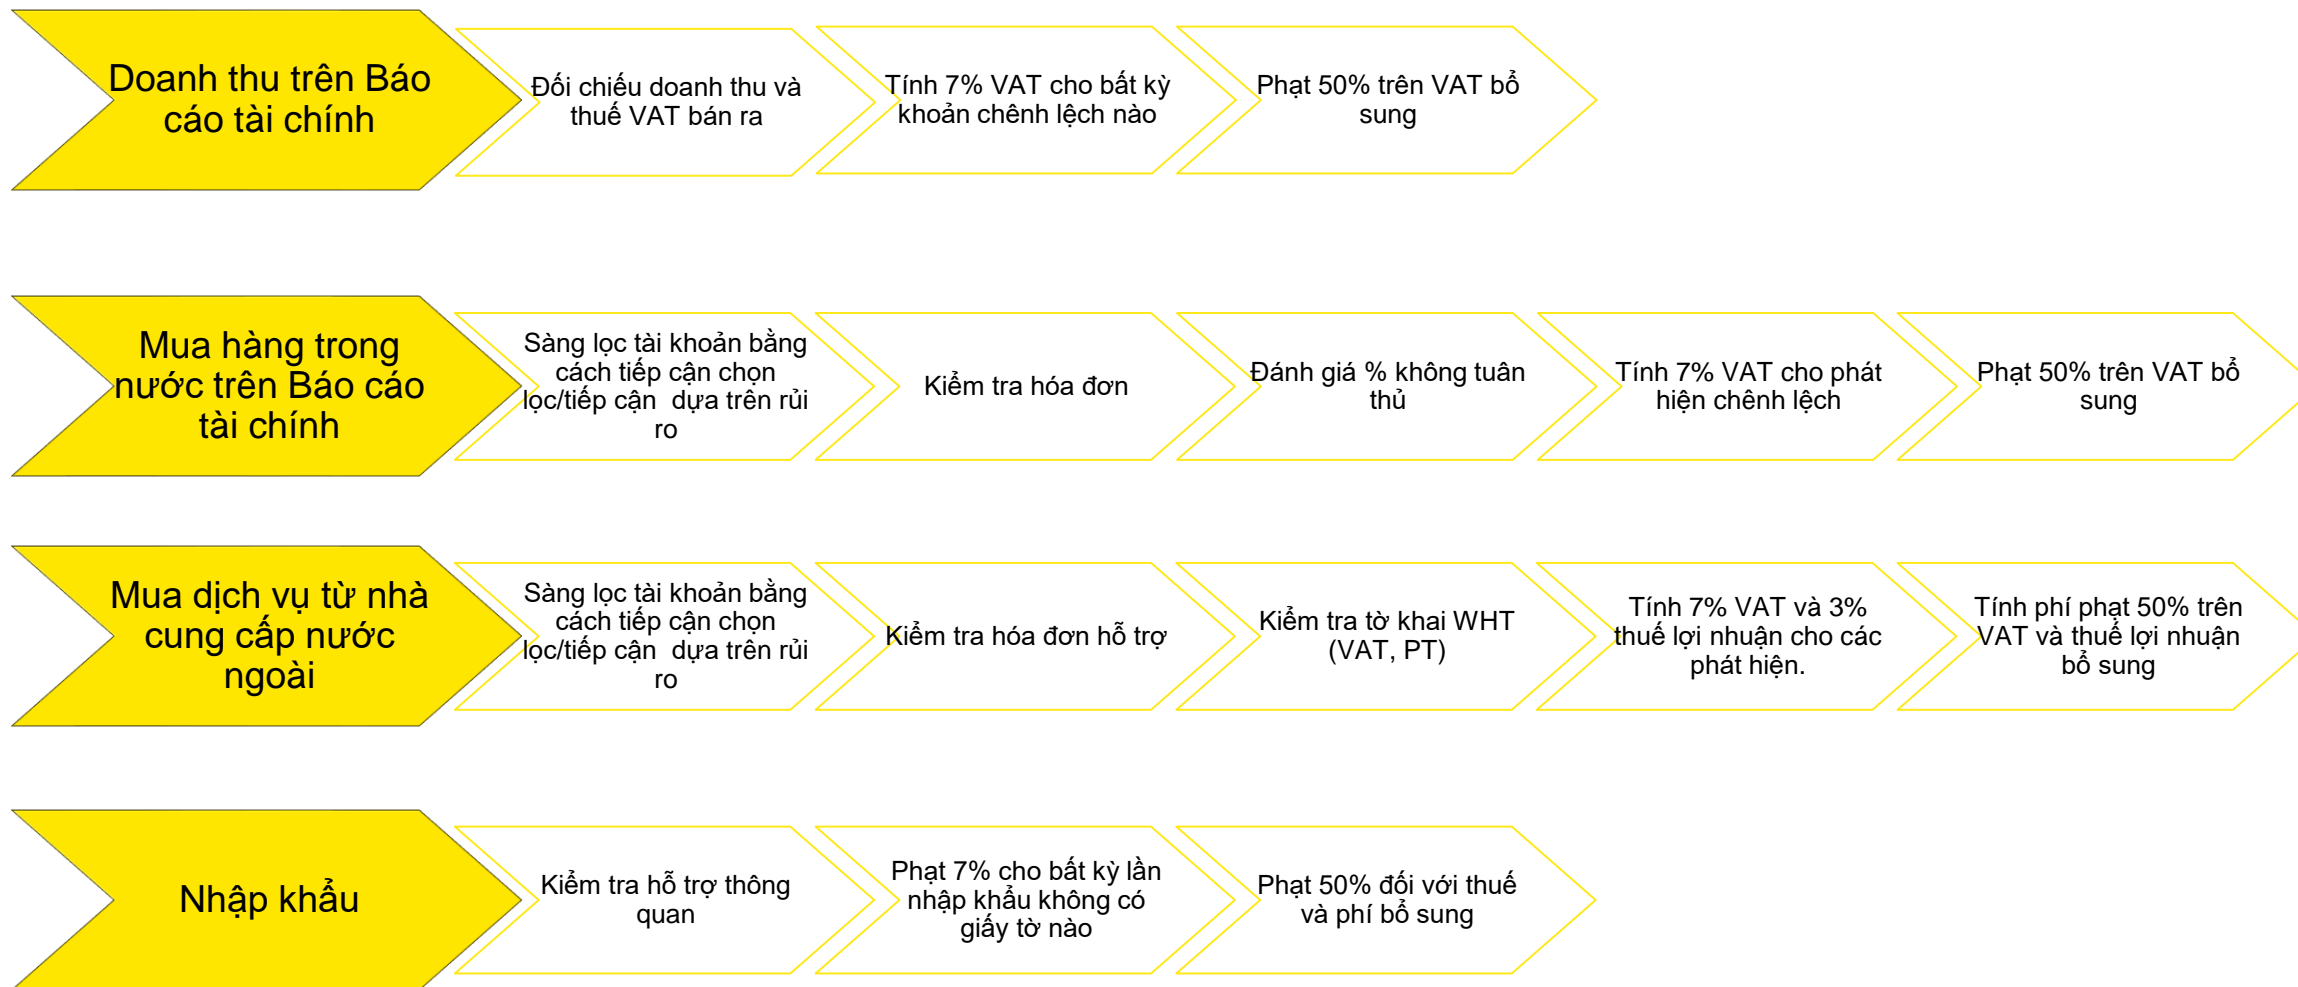 Doanh thu trên Báo
cáo tài chính
Đối chiếu doanh thu và
thuế VAT bán ra
Tính 7% VAT cho bất kỳ
khoản chênh lệch nào
Phạt 50% trên VAT bổ
sung
Mua hàng trong
nước trên Báo cáo
tài chính
Sàng lọc tài khoản bằng
cách tiếp cận chọn
lọc/tiếp cận  dựa trên rủi
ro
Kiểm tra hóa đơn
Đánh giá % không tuân
thủ
Tính 7% VAT cho phát
hiện chênh lệch
Phạt 50% trên VAT bổ
sung
Mua dịch vụ từ nhà
cung cấp nước
ngoài
Sàng lọc tài khoản bằng
cách tiếp cận chọn
lọc/tiếp cận  dựa trên rủi
ro
Kiểm tra hóa đơn hỗ trợ
Kiểm tra tờ khai WHT
(VAT, PT)
Tính 7% VAT và 3%
thuế lợi nhuận cho các
phát hiện.
Tính phí phạt 50% trên
VAT và thuế lợi nhuận
bổ sung
Nhập khẩu
Kiểm tra hỗ trợ thông
quan
Phạt 7% cho bất kỳ lần
nhập khẩu không có
giấy tờ nào
Phạt 50% đối với thuế
và phí bổ sung